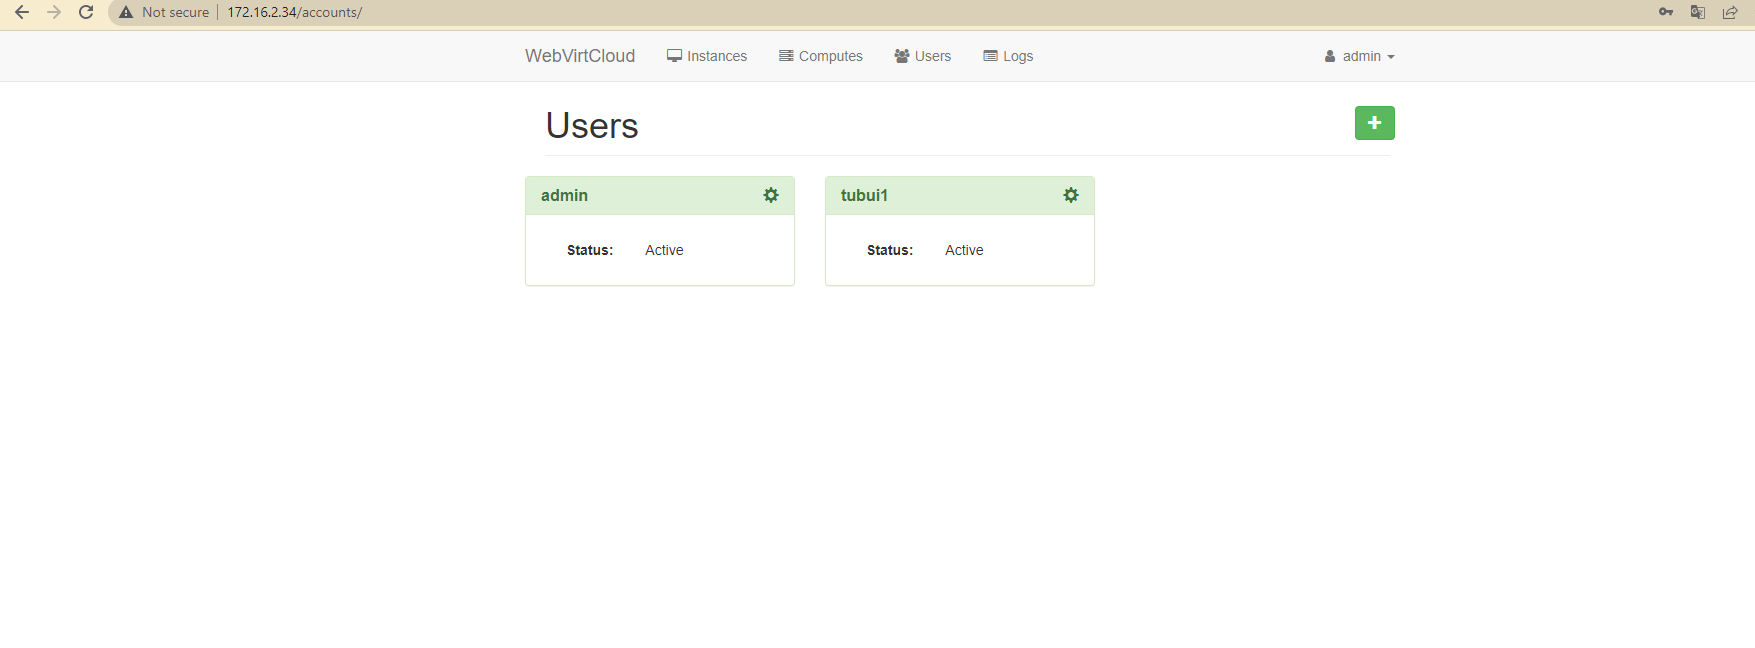 Not secure 172.16.2.34/accounts/
WebVirtCloud Instances Computes Users Logs admin
Users
admin
Status: Active
tubui1
Status: Active